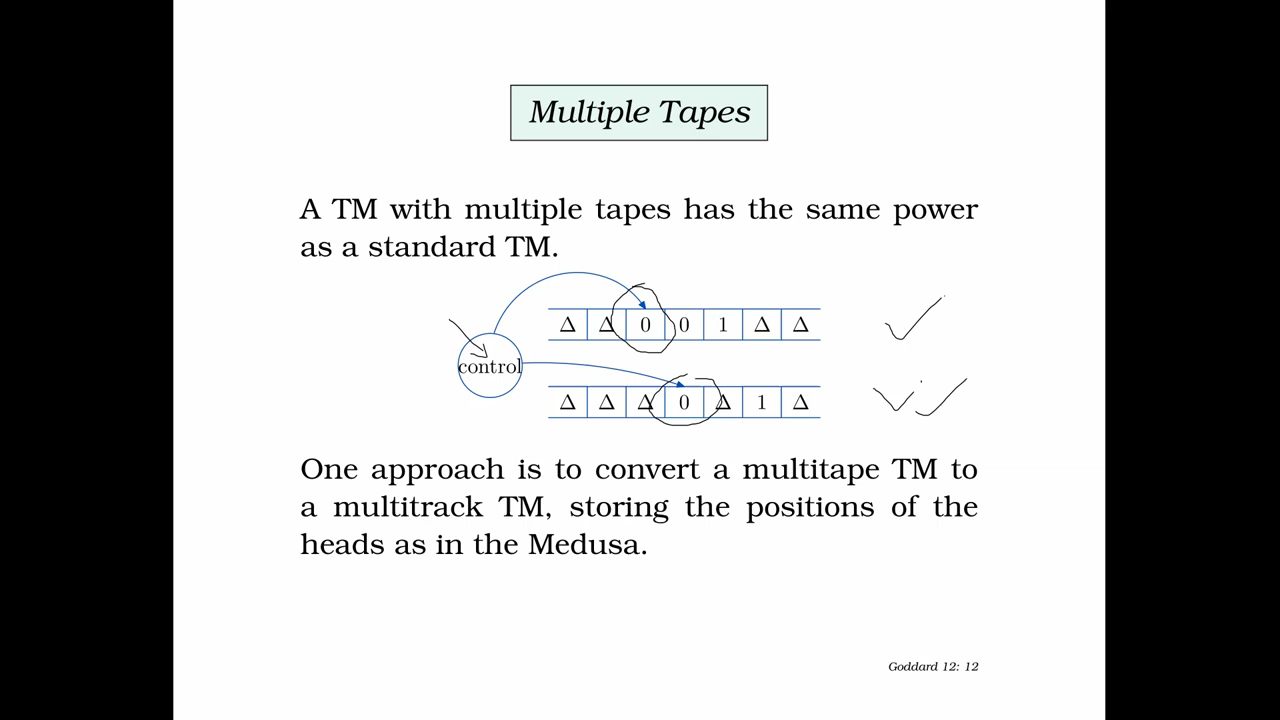 Multiple Tapes
A TM with multiple tapes has the same power
as a standard TM.
Δ Δ 0 0 1 Δ Δ
control
Δ Δ Δ 0 Δ 1 Δ
One approach is to convert a multitape TM to
a multitrack TM, storing the positions of the
heads as in the Medusa.
Goddard 12: 12